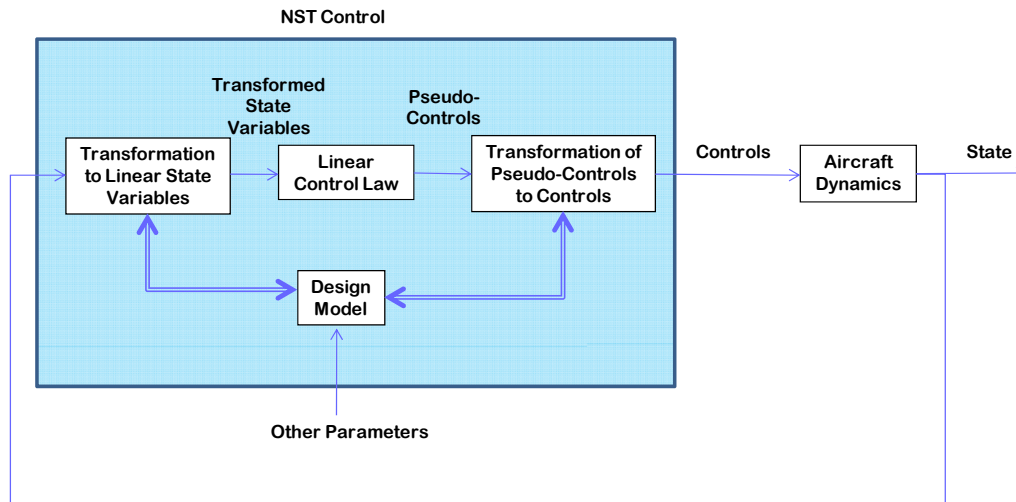 NST Control
Transformed
State
Variables
Pseudo-
Controls
Transformation
to Linear State
Variables
Linear
Control Law
Transformation of
Pseudo-Controls
to Controls
Controls
Aircraft
Dynamics
State
Design
Model
Other Parameters